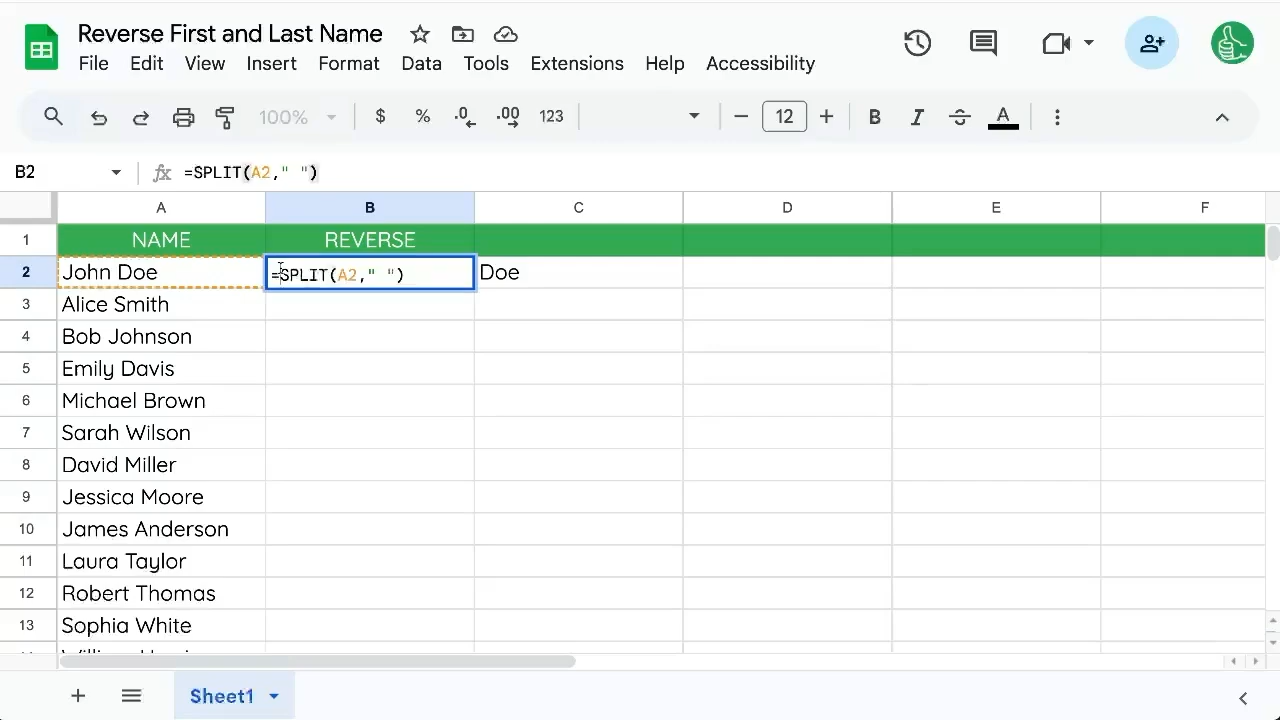 Reverse First and Last Name
File Edit View Insert Format Data Tools Extensions Help Accessibility
100% $ % .0 .00 123 12 B I S A
B2 fx =SPLIT(A2," ")
A B C D E F
1 NAME REVERSE
2 John Doe =SPLIT(A2," ") Doe
3 Alice Smith
4 Bob Johnson
5 Emily Davis
6 Michael Brown
7 Sarah Wilson
8 David Miller
9 Jessica Moore
10 James Anderson
11 Laura Taylor
12 Robert Thomas
13 Sophia White
Sheet1